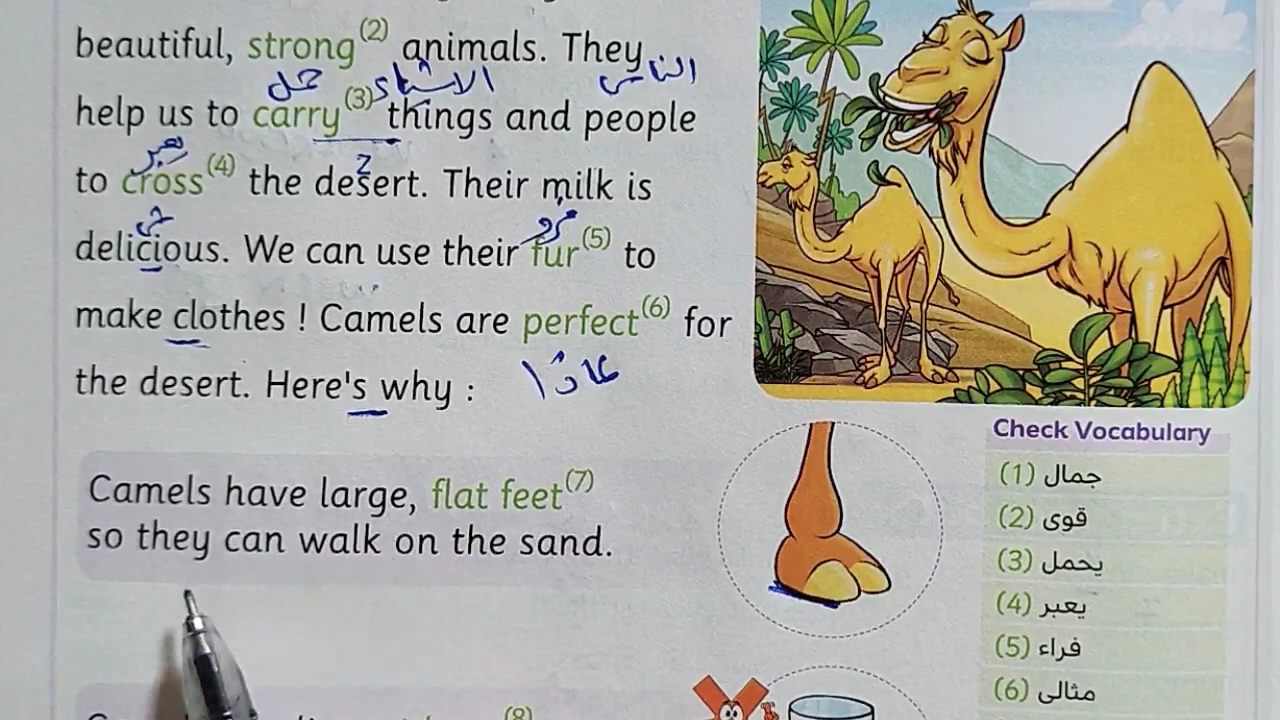 beautiful, strong(2) animals. They
الناس
الاشياء
help us to carry(3) things and people
to cross(4) the desert. Their milk is
delicious. We can use their fur(5) to
make clothes ! Camels are perfect(6) for
the desert. Here's why :
Camels have large, flat feet(7)
so they can walk on the sand.
(8)
Check Vocabulary
(1) جمال
(2) قوى
(3) يحمل
(4) يعبر
(5) فراء
(6) مثالى